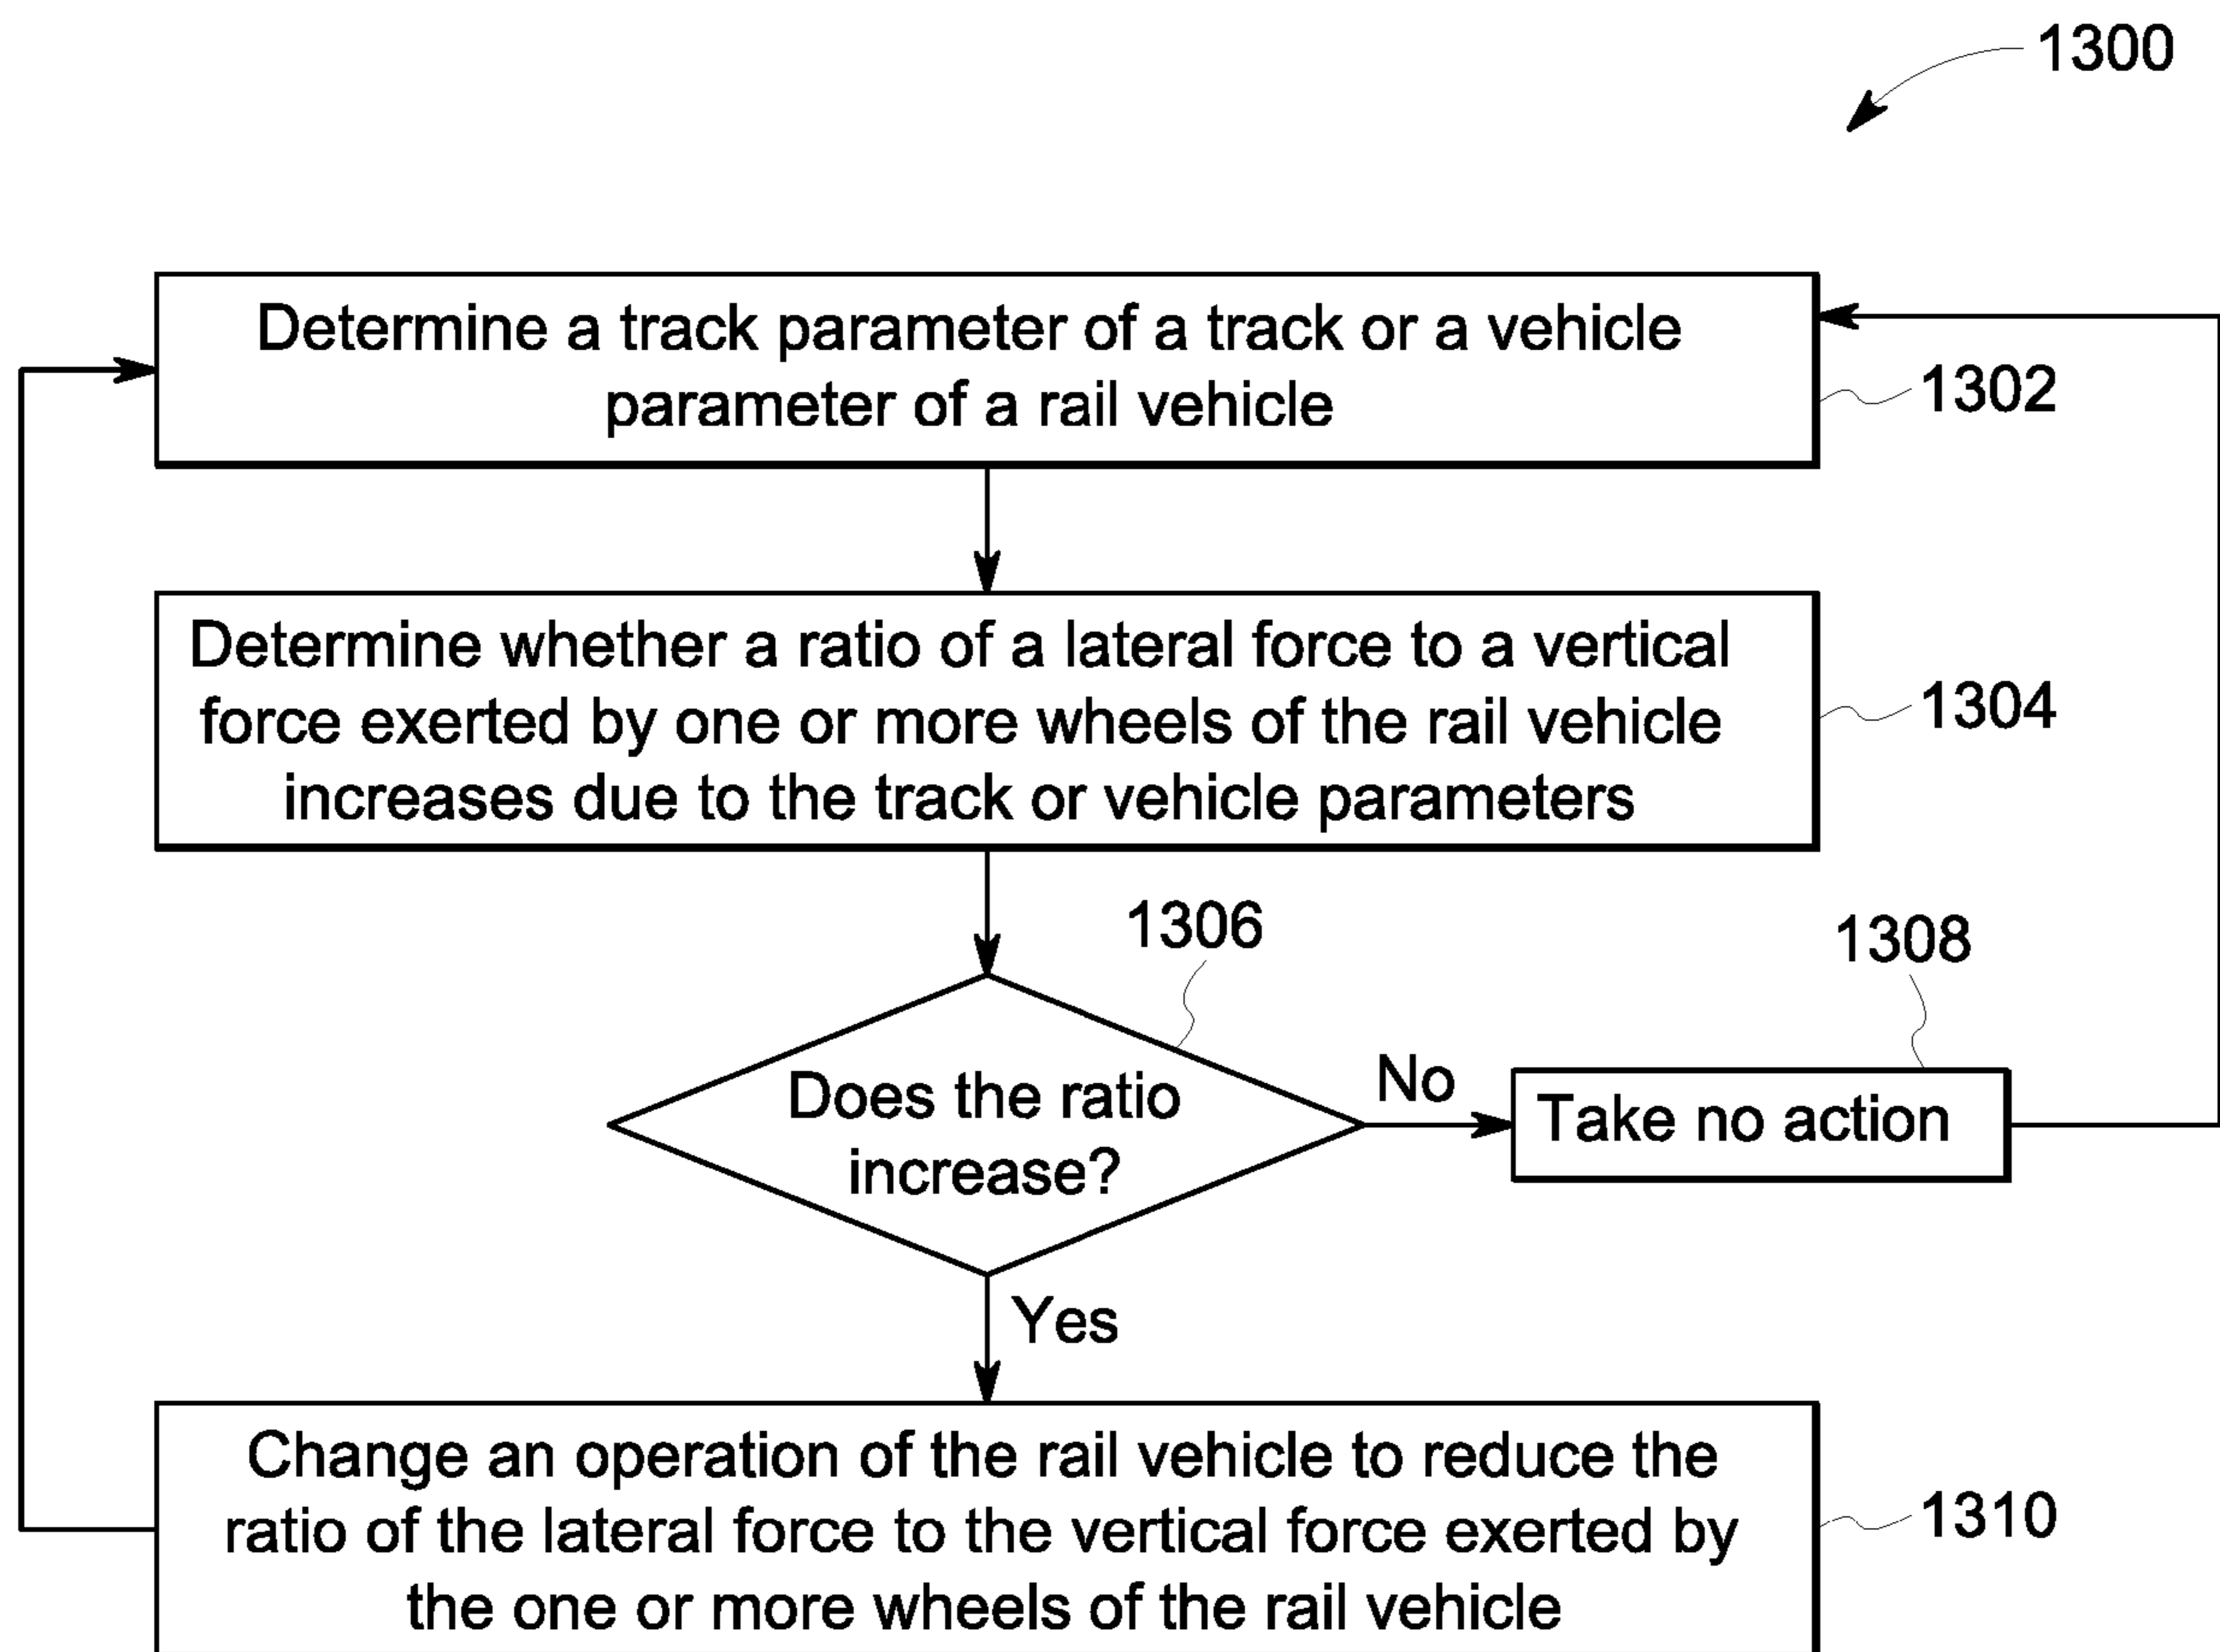 1300
Determine a track parameter of a track or a vehicle
parameter of a rail vehicle
1302
Determine whether a ratio of a lateral force to a vertical
force exerted by one or more wheels of the rail vehicle
increases due to the track or vehicle parameters
1304
1306
Does the ratio
increase?
No
1308
Take no action
Yes
Change an operation of the rail vehicle to reduce the
ratio of the lateral force to the vertical force exerted by
the one or more wheels of the rail vehicle
1310